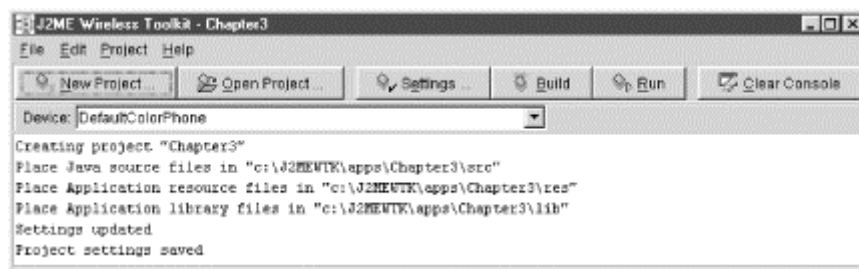 J2ME Wireless Toolkit - Chapter3
File Edit Project Help
New Project... Open Project... Settings ... Build Run Clear Console
Device: DefaultColorPhone
Creating project "Chapter3"
Place Java source files in "c:\J2MEWTK\apps\Chapter3\src"
Place Application resource files in "c:\J2MEWTK\apps\Chapter3\res"
Place Application library files in "c:\J2MEWTK\apps\Chapter3\lib"
Settings updated
Project settings saved